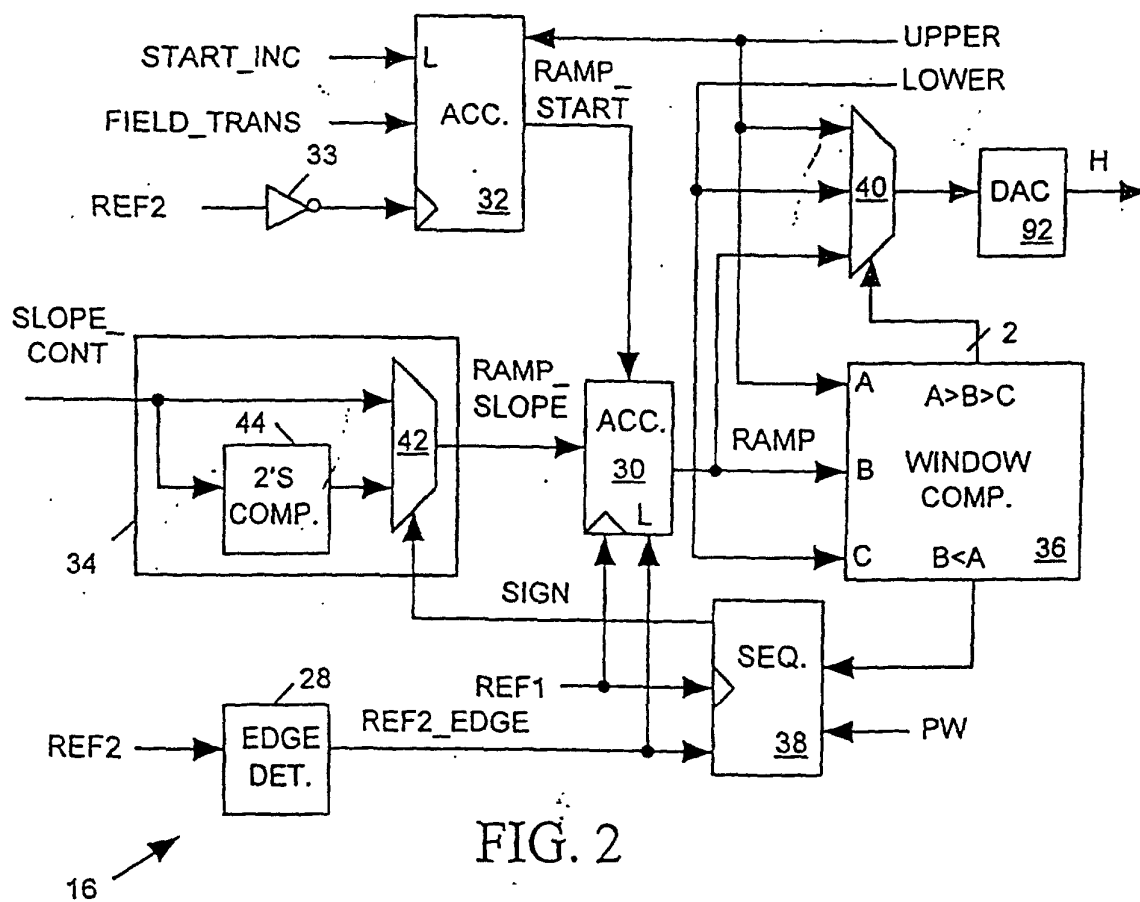 UPPER
START_INC
L
RAMP_
START
LOWER
FIELD_TRANS
ACC.
H
33
40
DAC
REF2
32
92
SLOPE_
CONT
2
RAMP_
SLOPE
A
A>B>C
44
42
ACC.
RAMP
2'S
COMP.
30
B
WINDOW
COMP.
L
34
C
B<A
36
SIGN
SEQ.
28
REF1
REF2_EDGE
REF2
EDGE
DET.
38
PW
FIG. 2
16